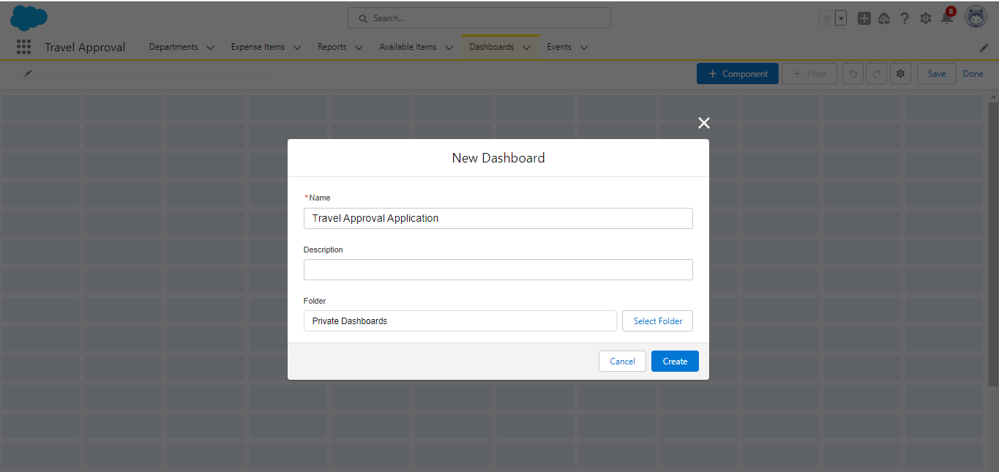 Search...
8
Travel Approval Departments Expense Items Reports Available Items Dashboards Events
+ Component + Filter Save Done
New Dashboard
*Name
Travel Approval Application
Description
Folder
Private Dashboards Select Folder
Cancel Create